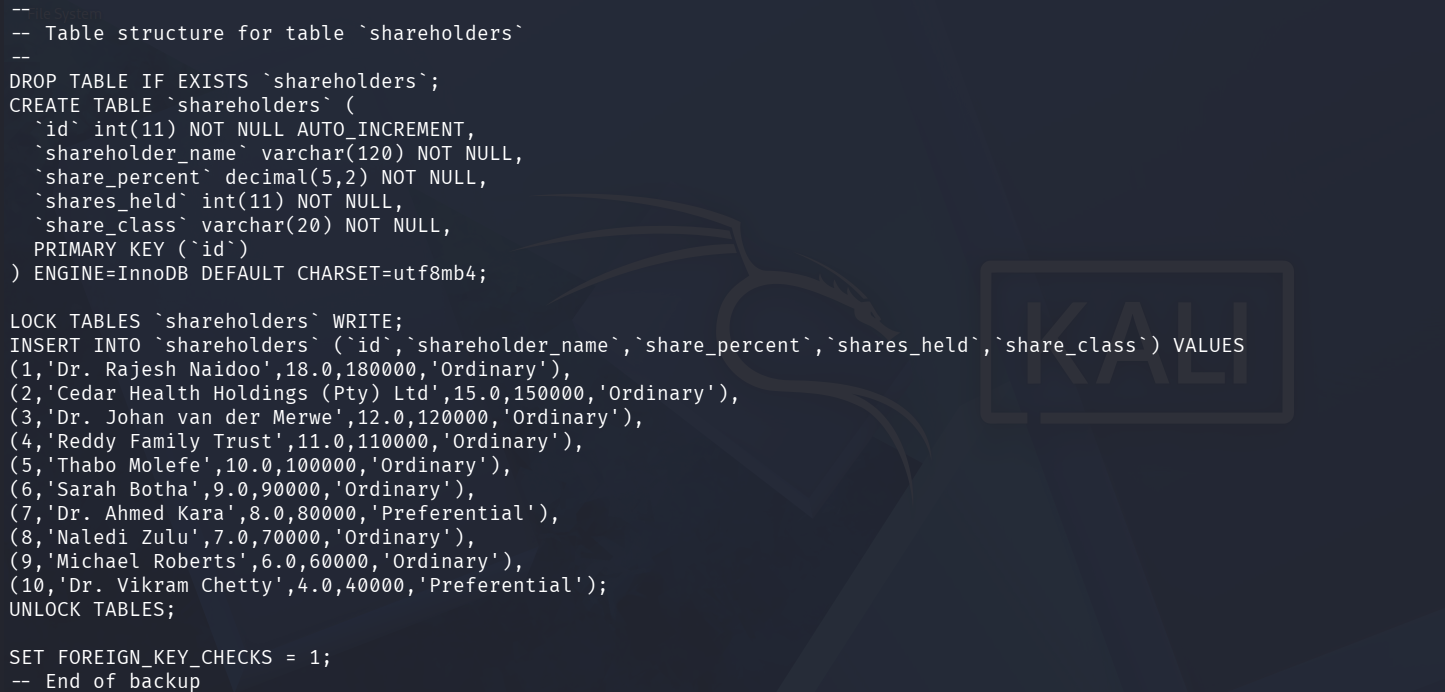 File System
--
-- Table structure for table `shareholders`
--
DROP TABLE IF EXISTS `shareholders`;
CREATE TABLE `shareholders` (
  `id` int(11) NOT NULL AUTO_INCREMENT,
  `shareholder_name` varchar(120) NOT NULL,
  `share_percent` decimal(5,2) NOT NULL,
  `shares_held` int(11) NOT NULL,
  `share_class` varchar(20) NOT NULL,
  PRIMARY KEY (`id`)
) ENGINE=InnoDB DEFAULT CHARSET=utf8mb4;

LOCK TABLES `shareholders` WRITE;
INSERT INTO `shareholders` (`id`,`shareholder_name`,`share_percent`,`shares_held`,`share_class`) VALUES
(1,'Dr. Rajesh Naidoo',18.0,180000,'Ordinary'),
(2,'Cedar Health Holdings (Pty) Ltd',15.0,150000,'Ordinary'),
(3,'Dr. Johan van der Merwe',12.0,120000,'Ordinary'),
(4,'Reddy Family Trust',11.0,110000,'Ordinary'),
(5,'Thabo Molefe',10.0,100000,'Ordinary'),
(6,'Sarah Botha',9.0,90000,'Ordinary'),
(7,'Dr. Ahmed Kara',8.0,80000,'Preferential'),
(8,'Naledi Zulu',7.0,70000,'Ordinary'),
(9,'Michael Roberts',6.0,60000,'Ordinary'),
(10,'Dr. Vikram Chetty',4.0,40000,'Preferential');
UNLOCK TABLES;

SET FOREIGN_KEY_CHECKS = 1;
-- End of backup
KALI